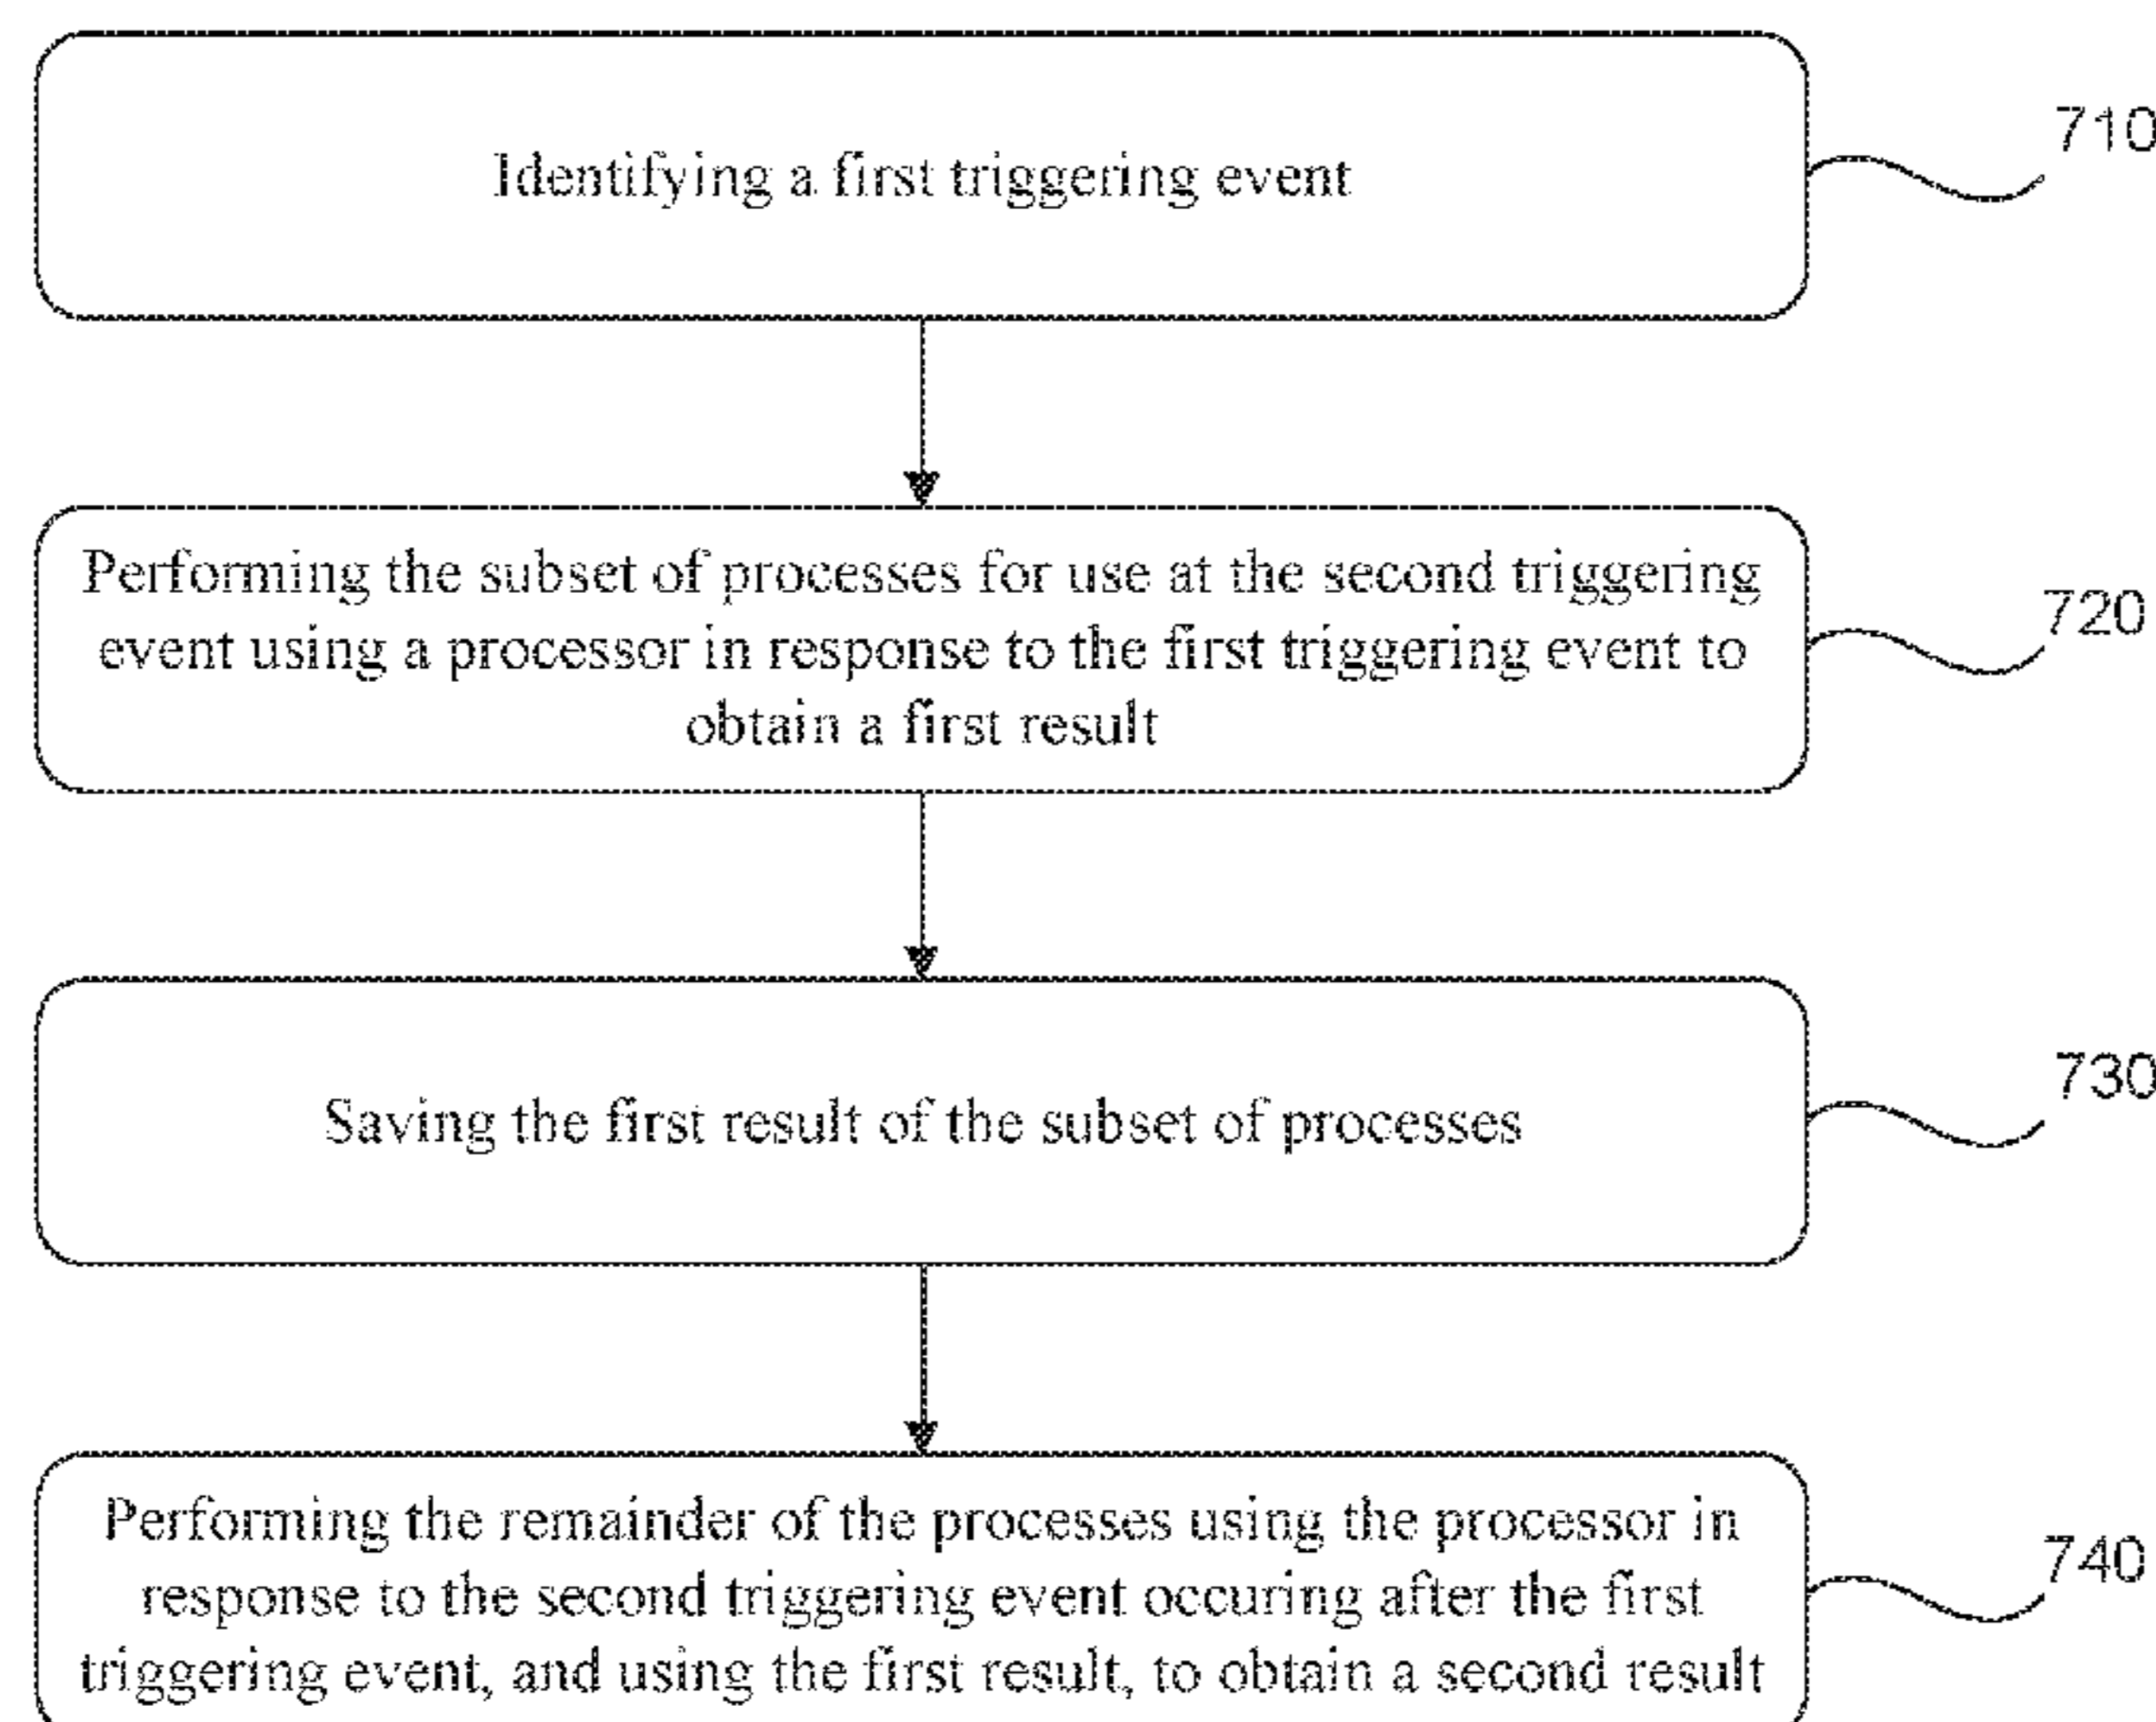 Identifying a first triggering event
710
Performing the subset of processes for use at the second triggering
event using a processor in response to the first triggering event to
obtain a first result
720
Saving the first result of the subset of processes
730
Performing the remainder of the processes using the processor in
response to the second triggering event occuring after the first
triggering event, and using the first result, to obtain a second result
740